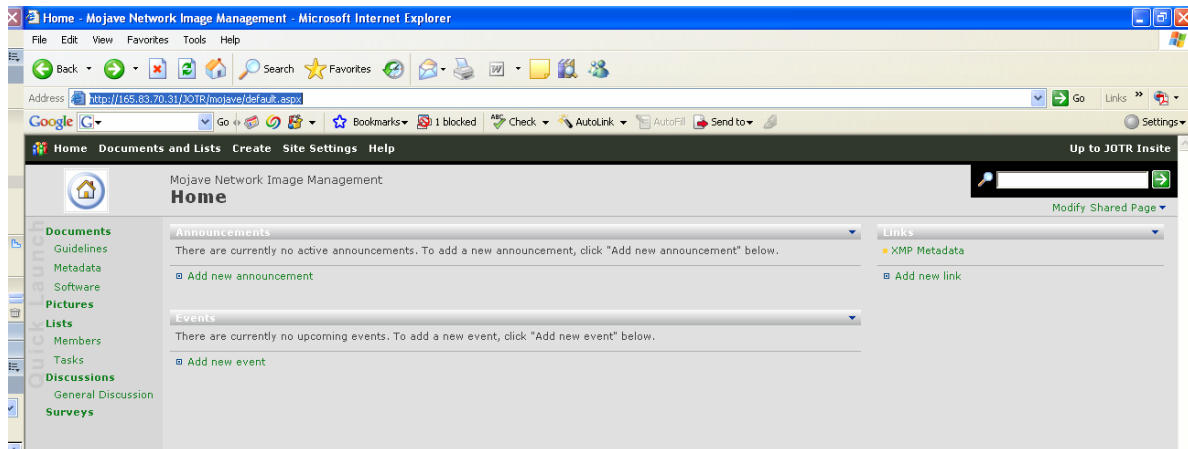 Home - Mojave Network Image Management - Microsoft Internet Explorer
File Edit View Favorites Tools Help
Back Search Favorites
Address http://165.83.70.31/JOTR/mojave/default.aspx Go Links »
Google G Go Bookmarks 1 blocked ABC Check AutoLink AutoFill Send to Settings
Home Documents and Lists Create Site Settings Help Up to JOTR Insite
Mojave Network Image Management
Home
Modify Shared Page
Quick Launch
Documents
Guidelines
Metadata
Software
Pictures
Lists
Members
Tasks
Discussions
General Discussion
Surveys
Announcements
There are currently no active announcements. To add a new announcement, click "Add new announcement" below.
Add new announcement
Events
There are currently no upcoming events. To add a new event, click "Add new event" below.
Add new event
Links
XMP Metadata
Add new link